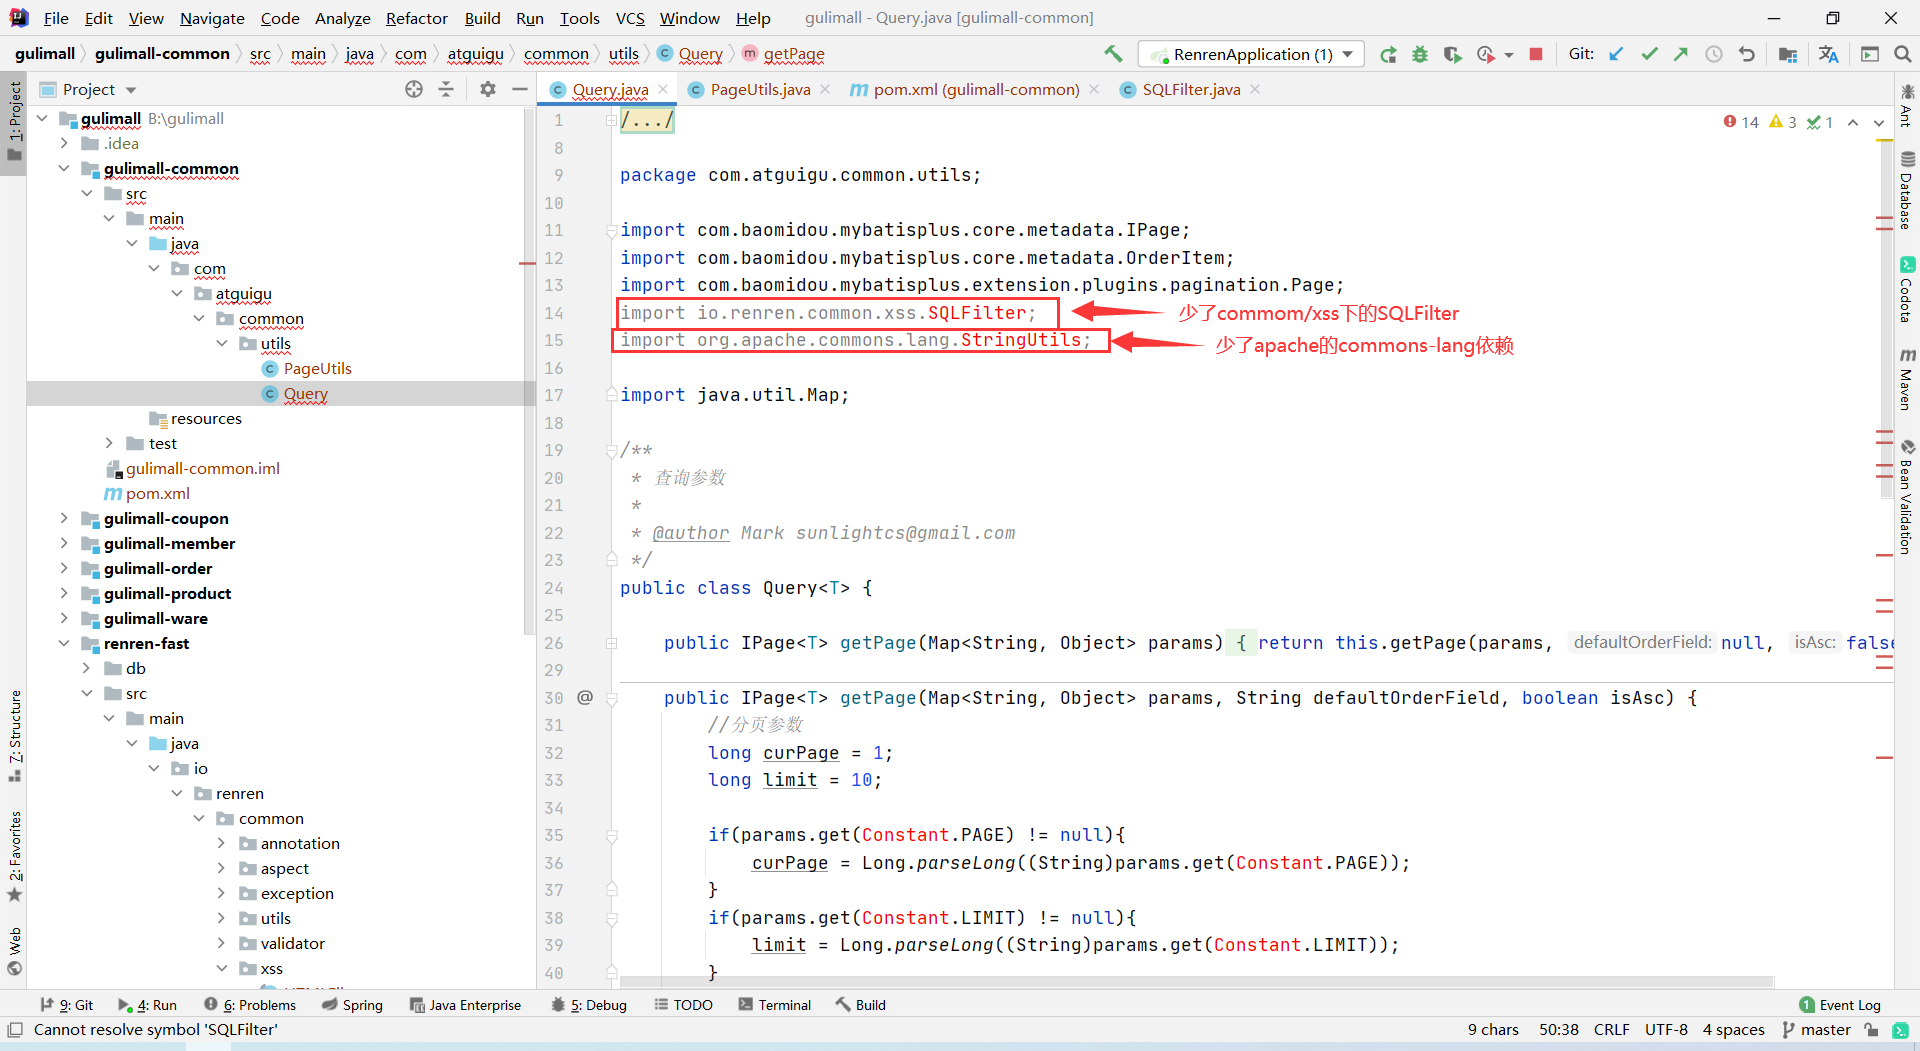 File Edit View Navigate Code Analyze Refactor Build Run Tools VCS Window Help gulimall - Query.java [gulimall-common]
gulimall gulimall-common src main java com atguigu common utils Query getPage RenrenApplication (1) Git:
1: Project
Project
Query.java PageUtils.java pom.xml (gulimall-common) SQLFilter.java
gulimall B:\gulimall
.idea
gulimall-common
src
main
java
com
atguigu
common
utils
PageUtils
Query
resources
test
gulimall-common.iml
pom.xml
gulimall-coupon
gulimall-member
gulimall-order
gulimall-product
gulimall-ware
renren-fast
db
src
main
java
io
renren
common
annotation
aspect
exception
utils
validator
xss
7: Structure
2: Favorites
Web
14 3 1
1 /.../
8
9 package com.atguigu.common.utils;
10
11 import com.baomidou.mybatisplus.core.metadata.IPage;
12 import com.baomidou.mybatisplus.core.metadata.OrderItem;
13 import com.baomidou.mybatisplus.extension.plugins.pagination.Page;
14 import io.renren.common.xss.SQLFilter; 少了commom/xss下的SQLFilter
15 import org.apache.commons.lang.StringUtils; 少了apache的commons-lang依赖
16
17 import java.util.Map;
18
19 /**
20 * 查询参数
21 *
22 * @author Mark sunlightcs@gmail.com
23 */
24 public class Query<T> {
25
26 public IPage<T> getPage(Map<String, Object> params) { return this.getPage(params, defaultOrderField: null, isAsc: false
29
30 @ public IPage<T> getPage(Map<String, Object> params, String defaultOrderField, boolean isAsc) {
31 //分页参数
32 long curPage = 1;
33 long limit = 10;
34
35 if(params.get(Constant.PAGE) != null){
36 curPage = Long.parseLong((String)params.get(Constant.PAGE));
37 }
38 if(params.get(Constant.LIMIT) != null){
39 limit = Long.parseLong((String)params.get(Constant.LIMIT));
40 }
Ant
Database
Codota
Maven
Bean Validation
9: Git 4: Run 6: Problems Spring Java Enterprise 5: Debug TODO Terminal Build 1 Event Log
Cannot resolve symbol 'SQLFilter' 9 chars 50:38 CRLF UTF-8 4 spaces master